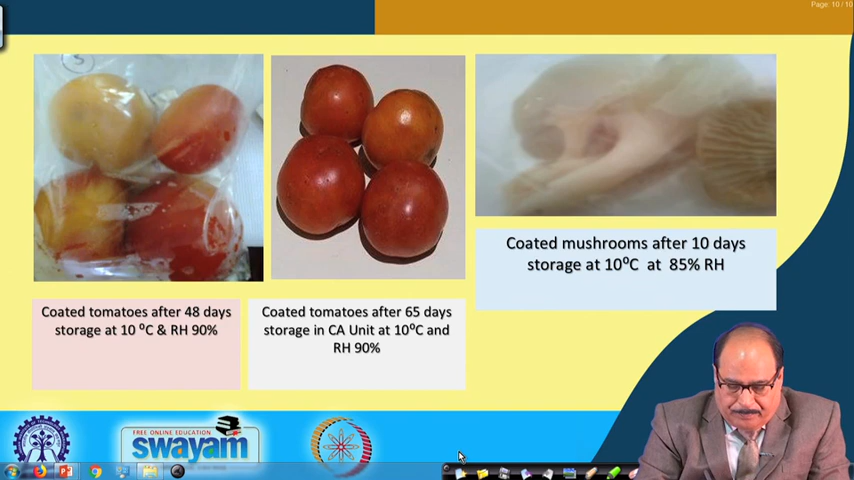 Page: 10 / 10
5
Coated tomatoes after 48 days
storage at 10 ⁰C & RH 90%
Coated tomatoes after 65 days
storage in CA Unit at 10⁰C and
RH 90%
Coated mushrooms after 10 days
storage at 10⁰C at 85% RH
FREE ONLINE EDUCATION
swayam